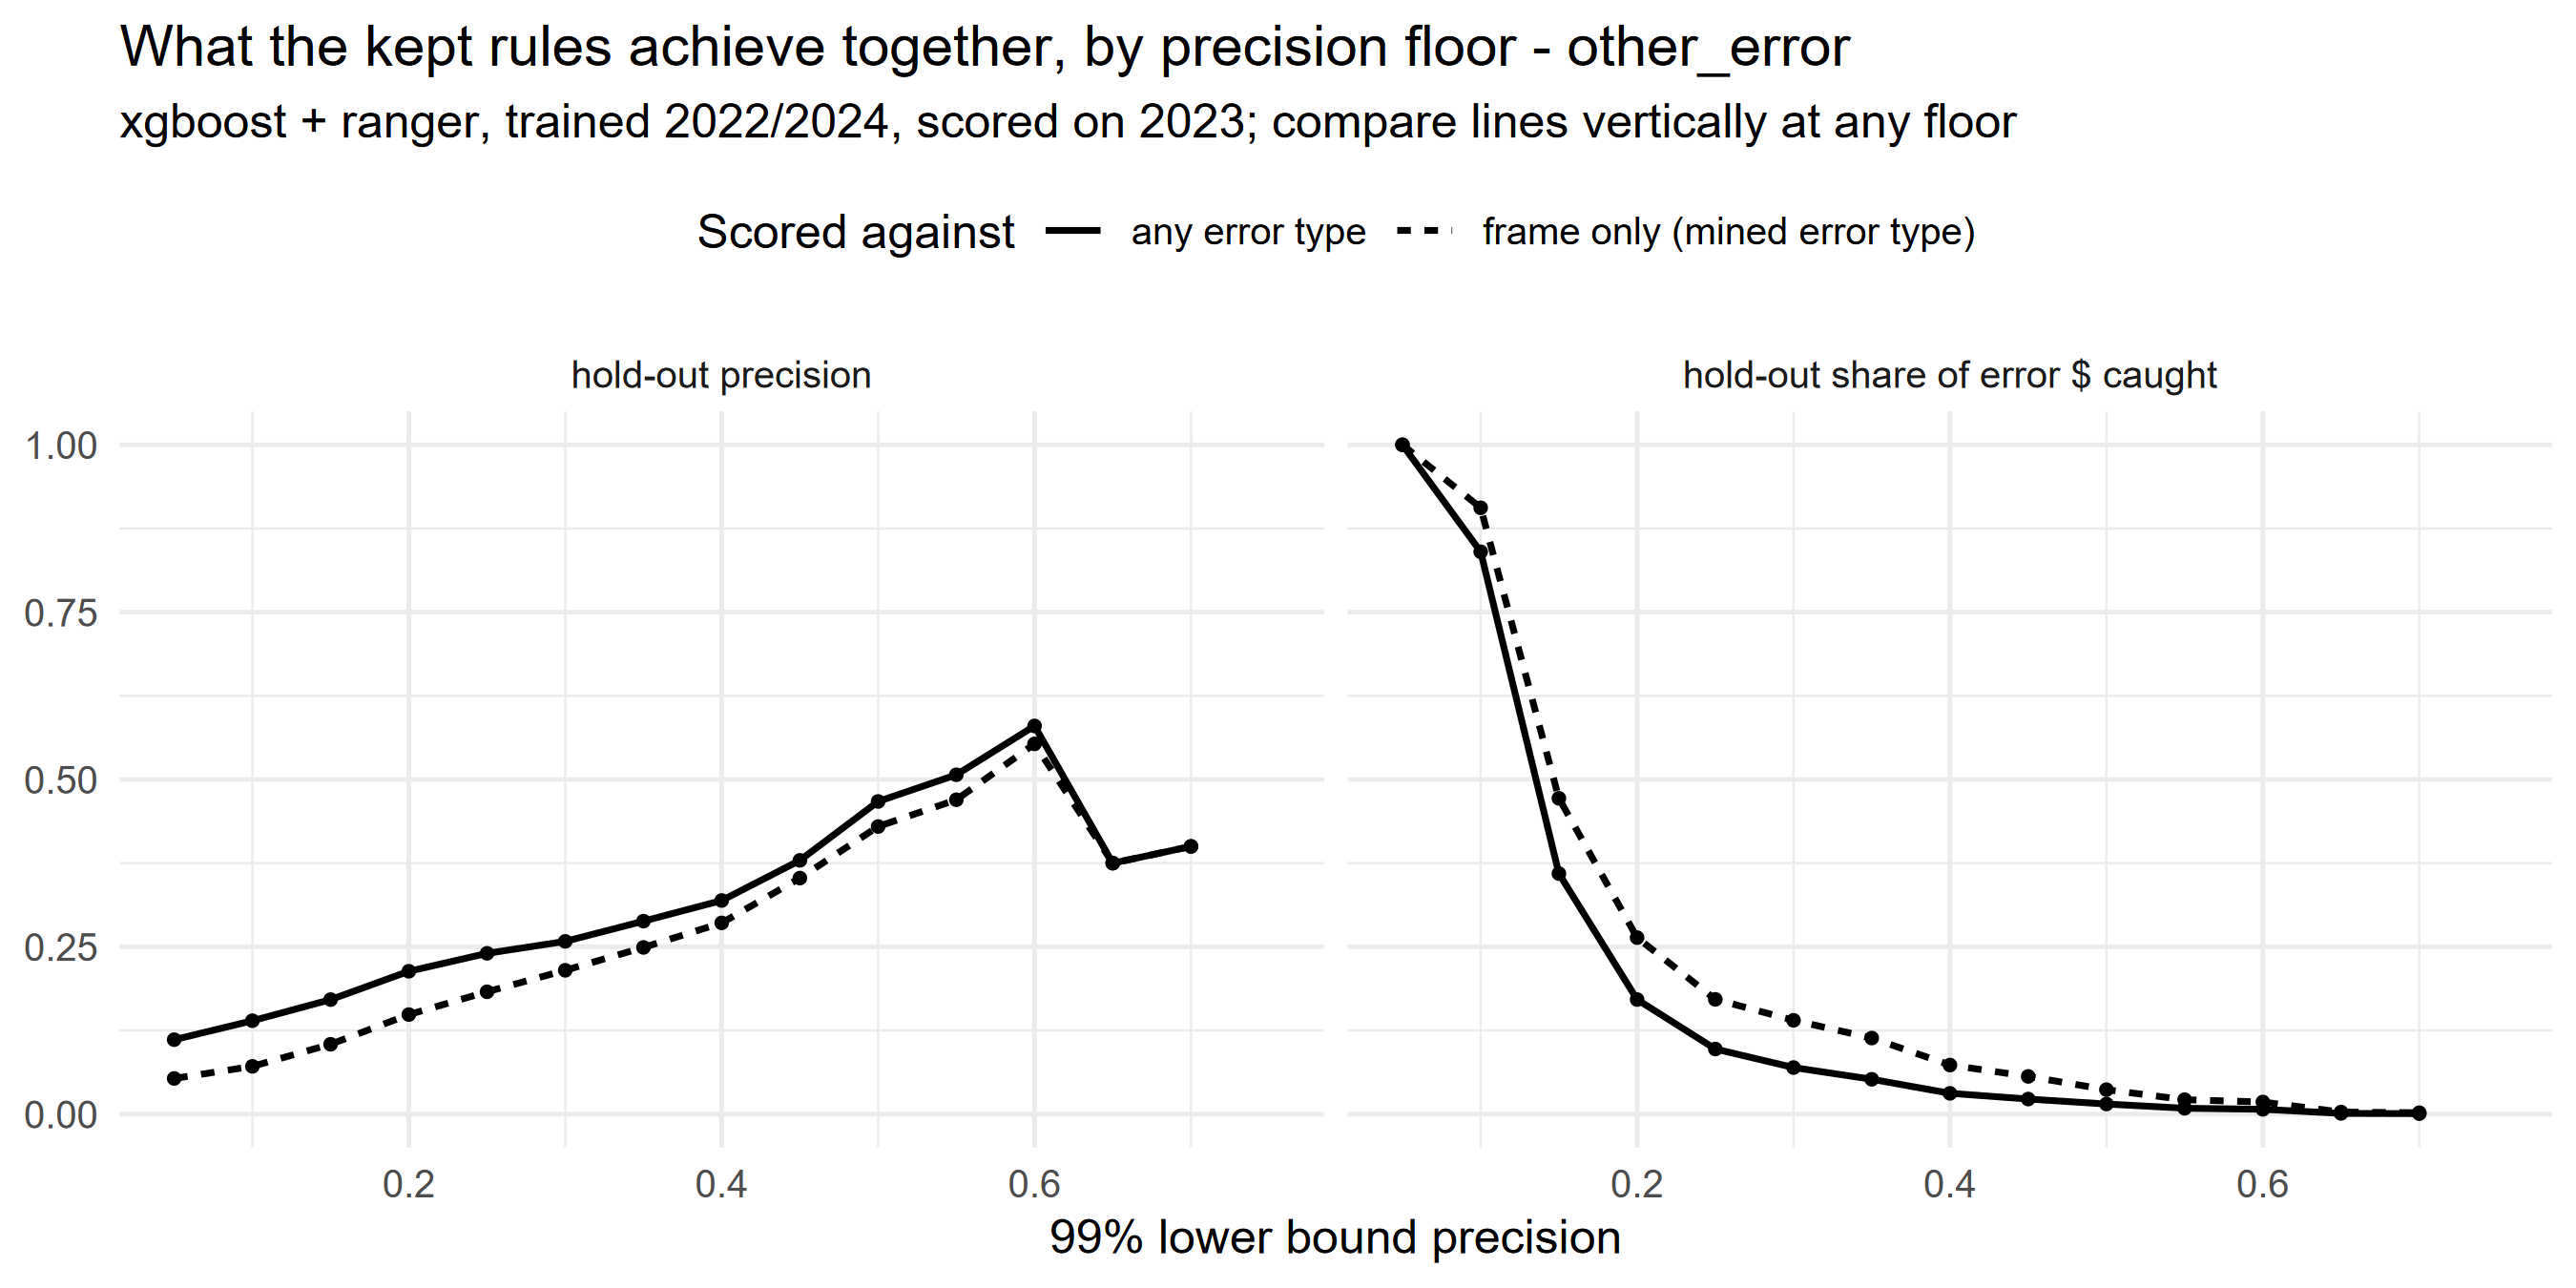 What the kept rules achieve together, by precision floor - other_error
xgboost + ranger, trained 2022/2024, scored on 2023; compare lines vertically at any floor
Scored against any error type frame only (mined error type)
hold-out precision hold-out share of error $ caught
1.00
0.75
0.50
0.25
0.00
0.2 0.4 0.6 0.2 0.4 0.6
99% lower bound precision